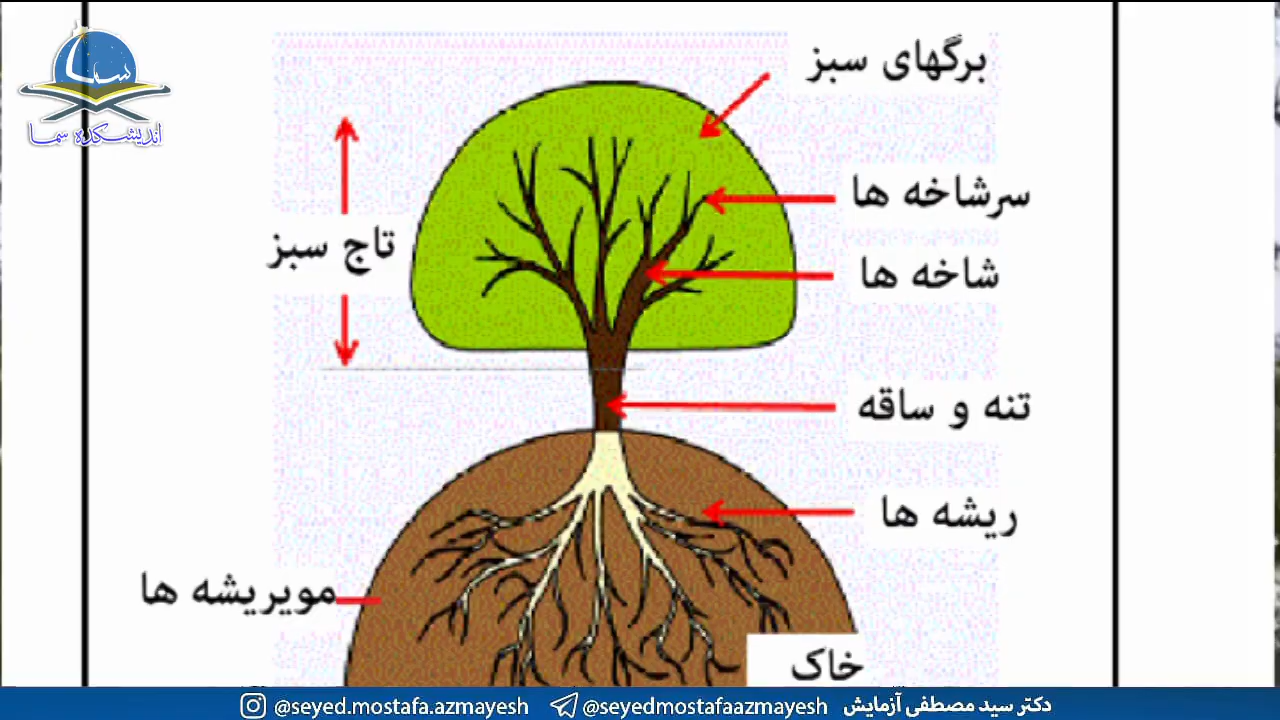 سما
اندیشکده سما
برگهای سبز
سرشاخه ها
شاخه ها
تاج سبز
تنه و ساقه
ریشه ها
مویریشه ها
خاک
@seyed.mostafa.azmayesh @seyedmostafaazmayesh دکتر سید مصطفی آزمایش